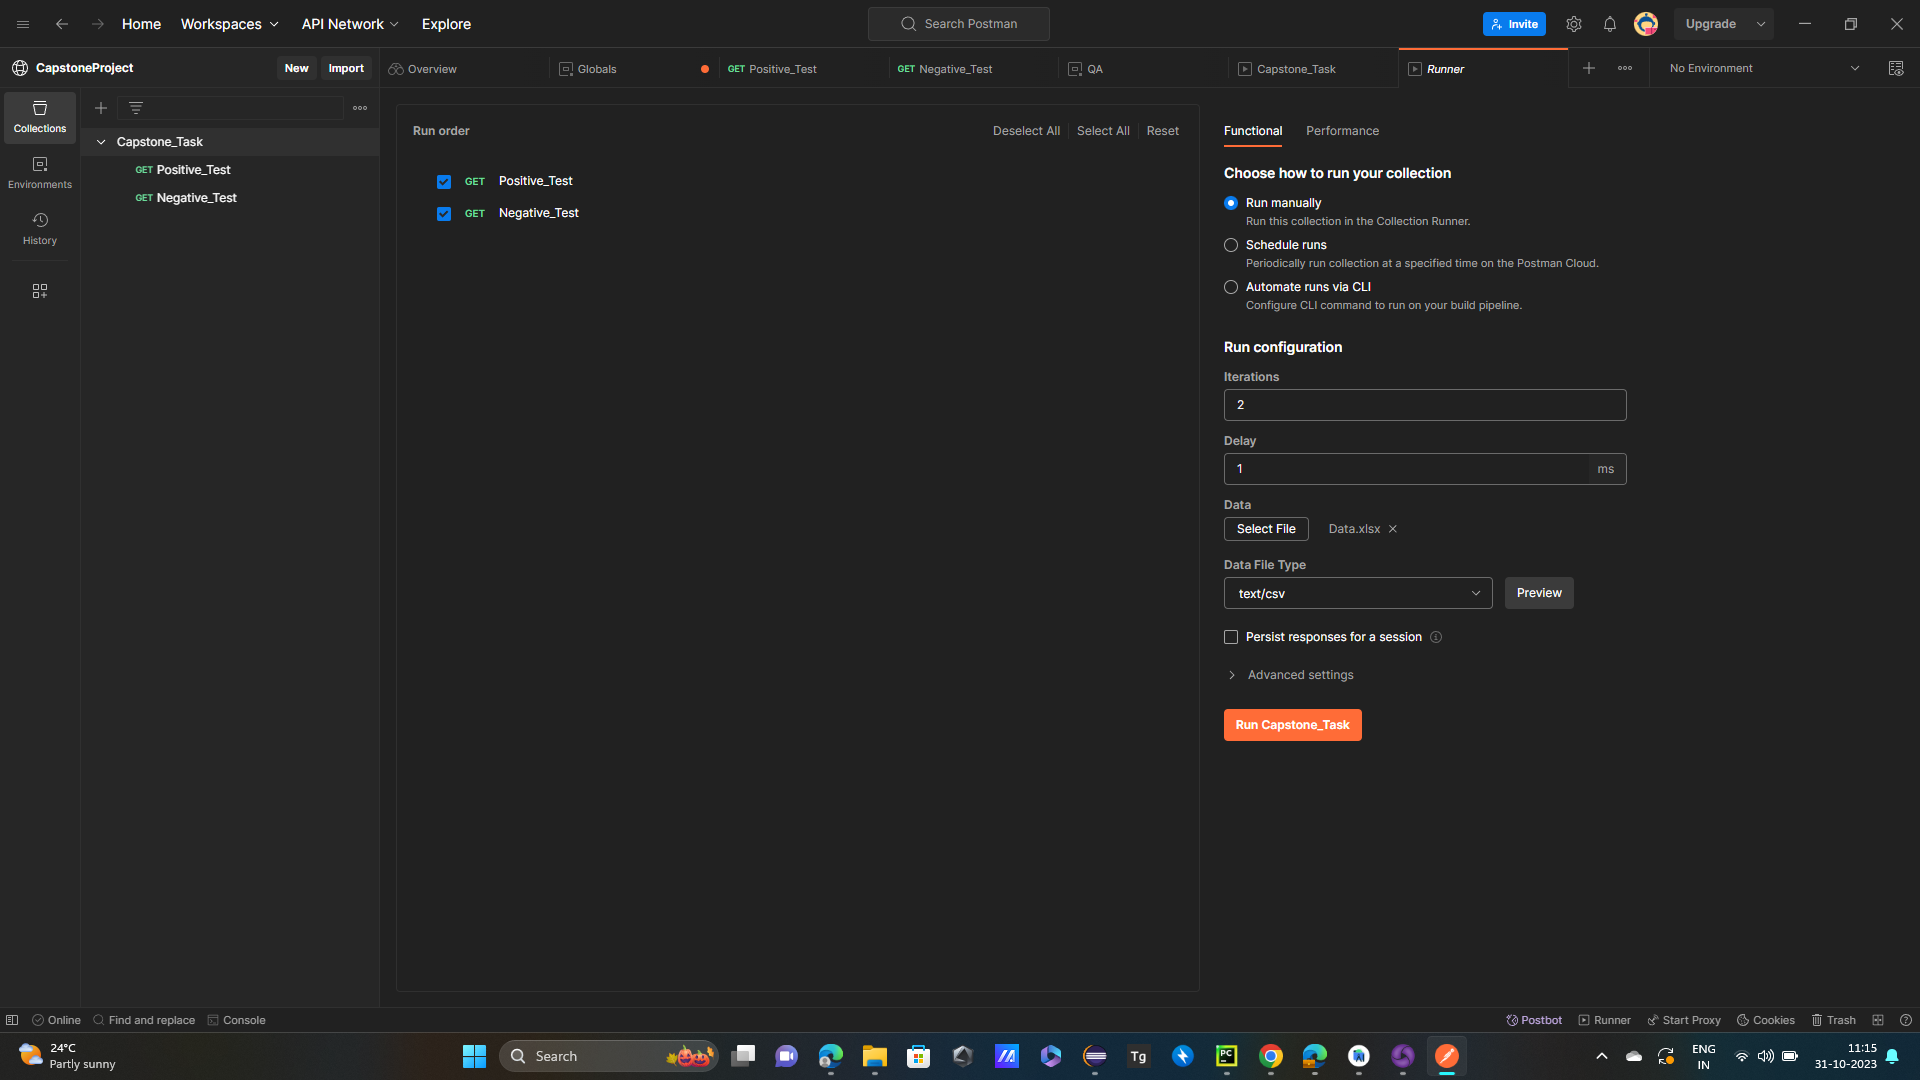 Home
Workspaces
API Network
Explore
Search Postman
Invite
Upgrade
CapstoneProject
New
Import
Overview
Globals
GET Positive_Test
GET Negative_Test
QA
Capstone_Task
Runner
No Environment
Collections
Environments
History
Capstone_Task
GET Positive_Test
GET Negative_Test
Run order
Deselect All
Select All
Reset
GET Positive_Test
GET Negative_Test
Functional
Performance
Choose how to run your collection
Run manually
Run this collection in the Collection Runner.
Schedule runs
Periodically run collection at a specified time on the Postman Cloud.
Automate runs via CLI
Configure CLI command to run on your build pipeline.
Run configuration
Iterations
2
Delay
1
ms
Data
Select File
Data.xlsx
Data File Type
text/csv
Preview
Persist responses for a session
Advanced settings
Run Capstone_Task
Online
Find and replace
Console
Postbot
Runner
Start Proxy
Cookies
Trash
24°C
Partly sunny
Search
Tg
PC
ENG
IN
11:15
31-10-2023